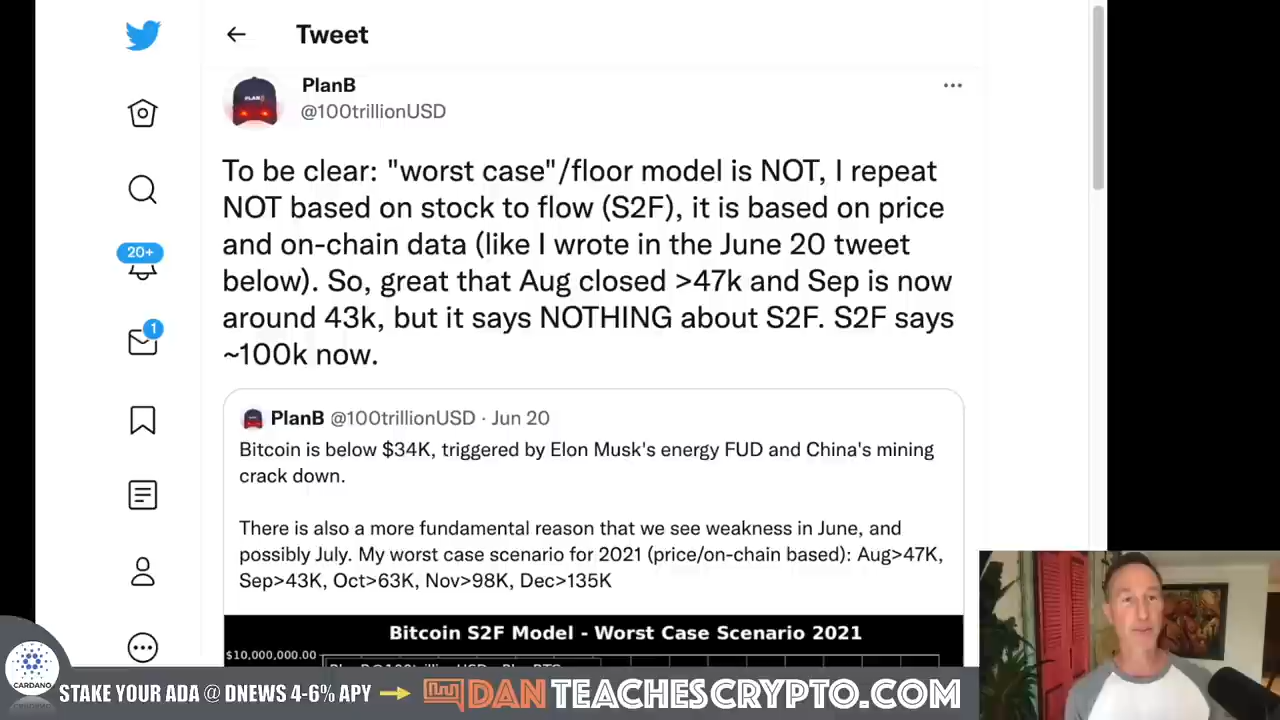 Tweet
PlanB
@100trillionUSD
To be clear: "worst case"/floor model is NOT, I repeat
NOT based on stock to flow (S2F), it is based on price
and on-chain data (like I wrote in the June 20 tweet
below). So, great that Aug closed >47k and Sep is now
around 43k, but it says NOTHING about S2F. S2F says
~100k now.
20+
1
PlanB @100trillionUSD · Jun 20
Bitcoin is below $34K, triggered by Elon Musk's energy FUD and China's mining
crack down.
There is also a more fundamental reason that we see weakness in June, and
possibly July. My worst case scenario for 2021 (price/on-chain based): Aug>47K,
Sep>43K, Oct>63K, Nov>98K, Dec>135K
Bitcoin S2F Model - Worst Case Scenario 2021
$10,000,000.00
CARDANO
STAKE YOUR ADA @ DNEWS 4-6% APY
DANTEACHESCRYPTO.COM